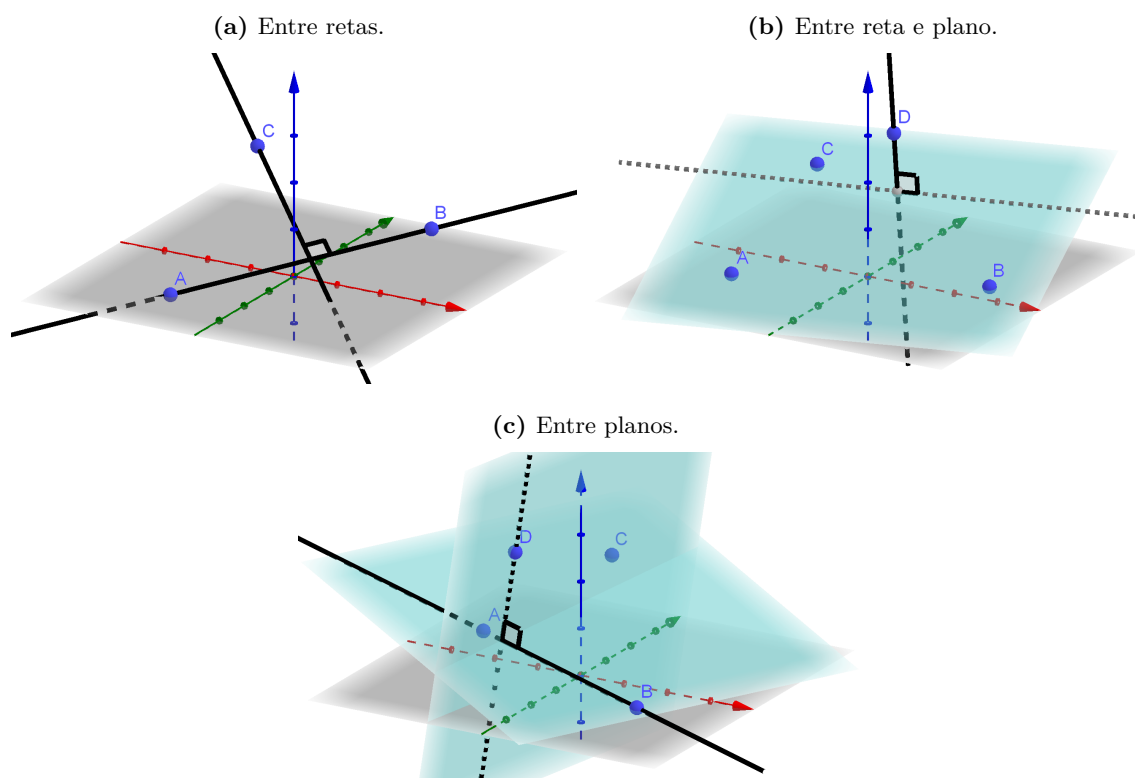 (a) Entre retas.
C
B
A
(b) Entre reta e plano.
D
C
A
B
(c) Entre planos.
D
C
A
B